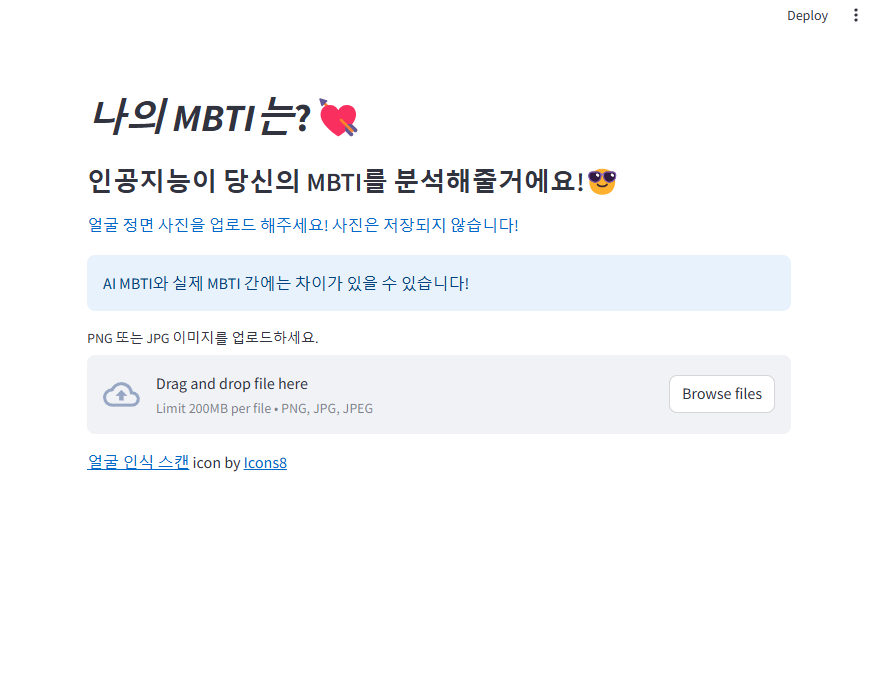 Deploy
나의 MBTI는?💘
인공지능이 당신의 MBTI를 분석해줄거에요!😎
얼굴 정면 사진을 업로드 해주세요! 사진은 저장되지 않습니다!
AI MBTI와 실제 MBTI 간에는 차이가 있을 수 있습니다!
PNG 또는 JPG 이미지를 업로드하세요.
Drag and drop file here
Limit 200MB per file • PNG, JPG, JPEG
Browse files
얼굴 인식 스캔 icon by Icons8